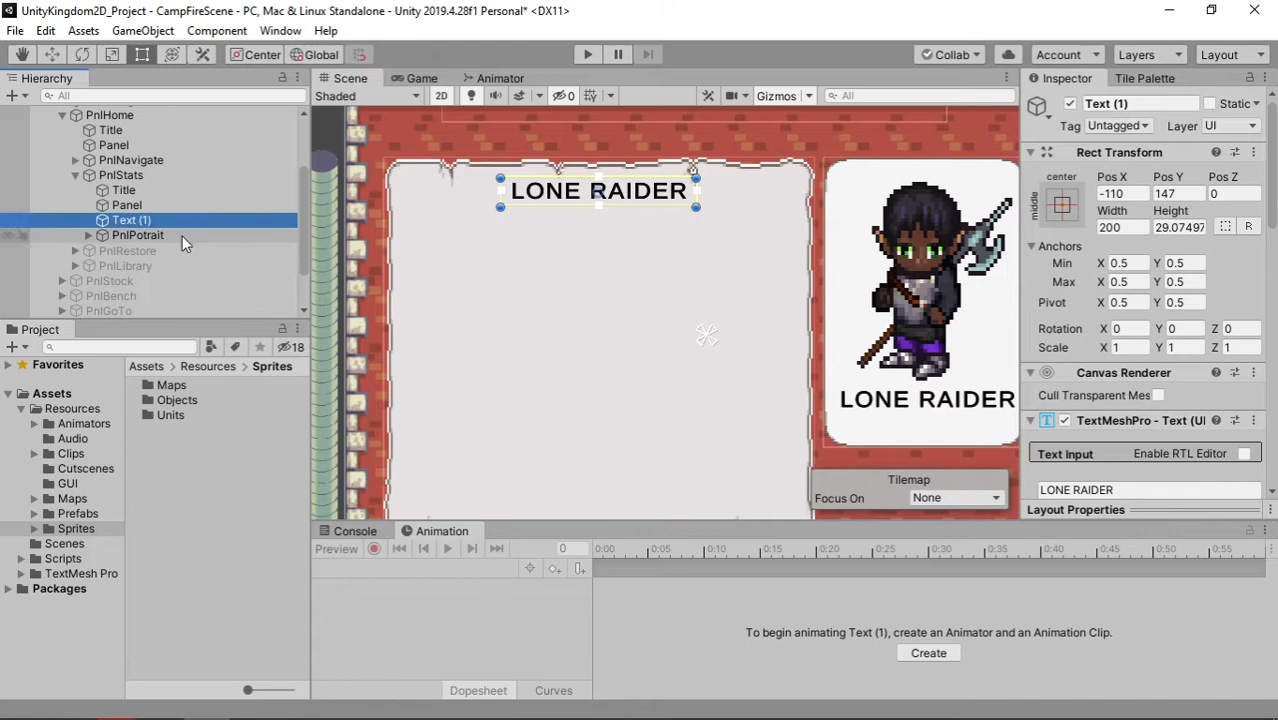 UnityKingdom2D_Project - CampFireScene - PC, Mac & Linux Standalone - Unity 2019.4.28f1 Personal* <DX11>
File Edit Assets GameObject Component Window Help
Center Global Collab Account Layers Layout
Hierarchy
All
PnlHome
Title
Panel
PnlNavigate
PnlStats
Title
Panel
Text (1)
PnlPotrait
PnlRestore
PnlLibrary
PnlStock
PnlBench
PnlGoTo
Scene Game Animator
Shaded 2D 0 Gizmos All
LONE RAIDER
LONE RAIDER
Tilemap
Focus On None
Inspector Tile Palette
Text (1) Static
Tag Untagged Layer UI
Rect Transform
center Pos X Pos Y Pos Z
middle -110 147 0
Width Height
200 29.07497 R
Anchors
Min X 0.5 Y 0.5
Max X 0.5 Y 0.5
Pivot X 0.5 Y 0.5
Rotation X 0 Y 0 Z 0
Scale X 1 Y 1 Z 1
Canvas Renderer
Cull Transparent Mes
TextMeshPro - Text (UI
Text Input Enable RTL Editor
LONE RAIDER
Layout Properties
Project
18
Favorites
Assets
Resources
Animators
Audio
Clips
Cutscenes
GUI
Maps
Prefabs
Sprites
Scenes
Scripts
TextMesh Pro
Packages
Assets Resources Sprites
Maps
Objects
Units
Console Animation
Preview 0 0:00 0:05 0:10 0:15 0:20 0:25 0:30 0:35 0:40 0:45 0:50 0:55
To begin animating Text (1), create an Animator and an Animation Clip.
Create
Dopesheet Curves